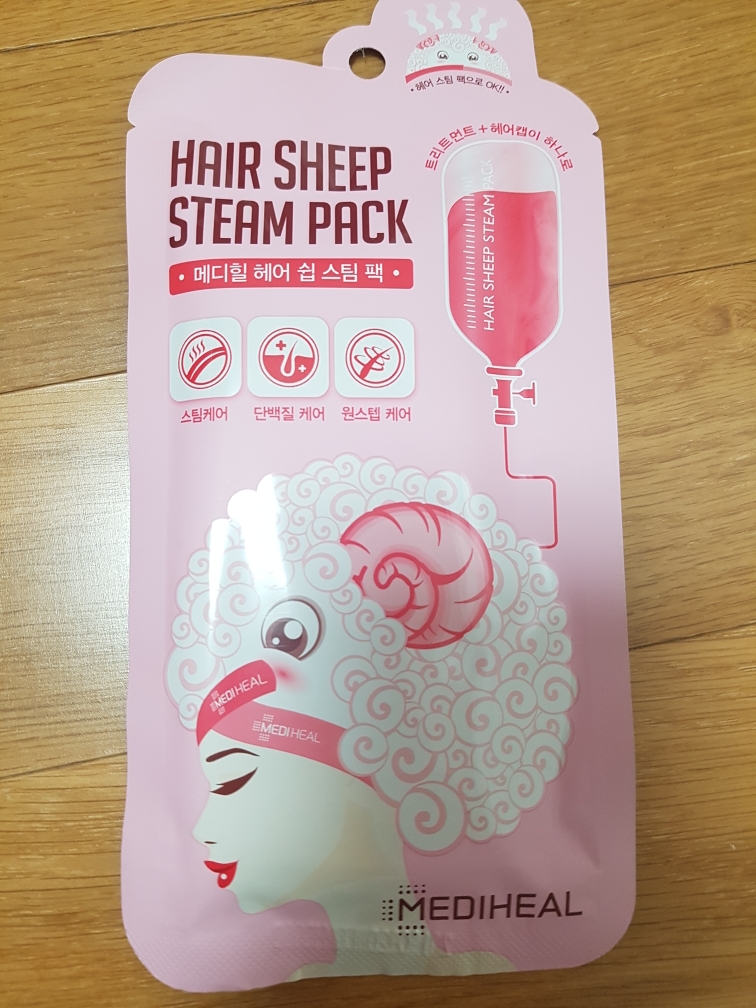 헤어 스팀 팩으로 OK!!
트리트먼트 + 헤어캡이 하나로
HAIR SHEEP
STEAM PACK
• 메디힐 헤어 쉽 스팀 팩 •
HAIR SHEEP STEAM PACK
스팀케어
단백질 케어
원스텝 케어
MEDIHEAL
MEDIHEAL
MEDIHEAL